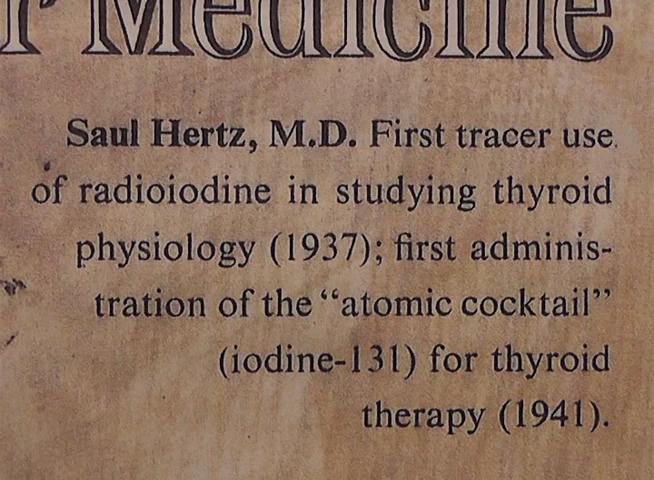 r Medicine
Saul Hertz, M.D. First tracer use
of radioiodine in studying thyroid
physiology (1937); first adminis-
tration of the “atomic cocktail”
(iodine-131) for thyroid
therapy (1941).